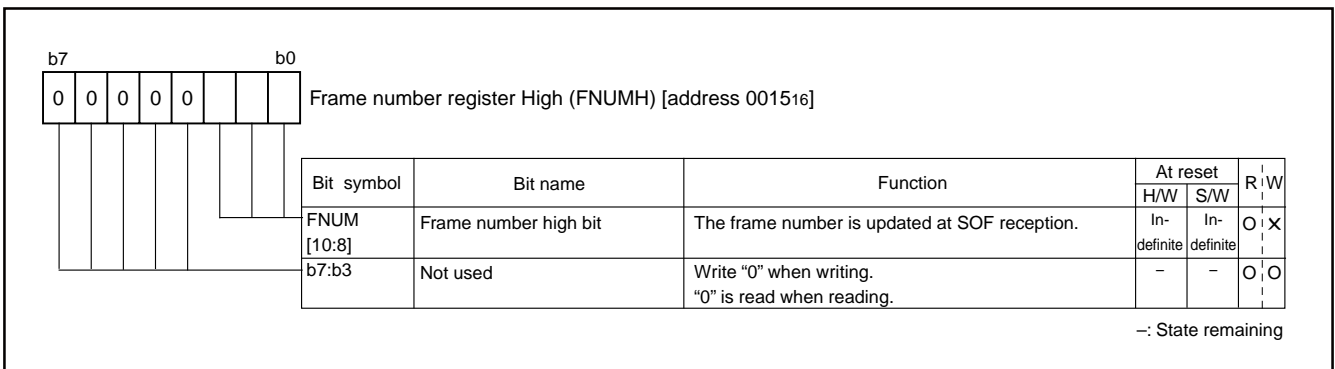 b7 b0
0 0 0 0 0 Frame number register High (FNUMH) [address 001516]
Bit symbol Bit name Function At reset R W
H/W S/W
FNUM Frame number high bit The frame number is updated at SOF reception. In- In- O ×
[10:8] definite definite
b7:b3 Not used Write “0” when writing. – – O O
“0” is read when reading.
–: State remaining